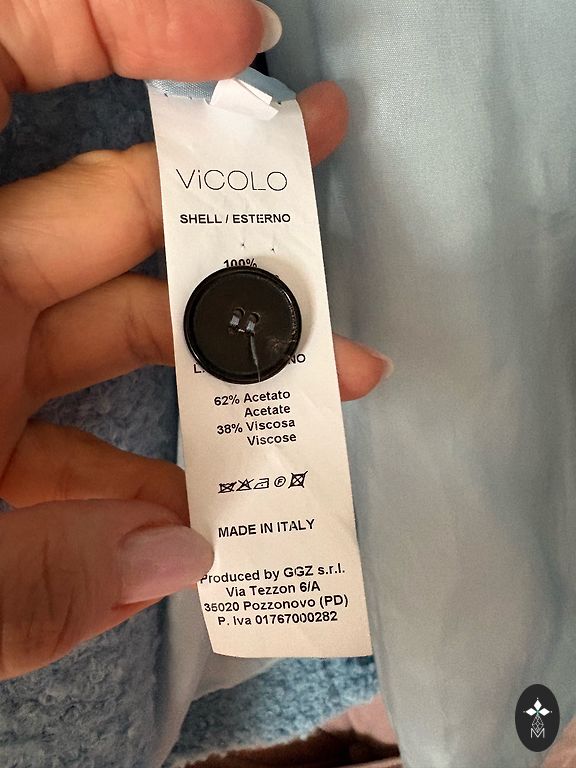 ViCOLO
SHELL / ESTERNO
100%
62% Acetato
Acetate
38% Viscosa
Viscose
MADE IN ITALY
Produced by GGZ s.r.l.
Via Tezzon 6/A
35020 Pozzonovo (PD)
P. iva 01767000282